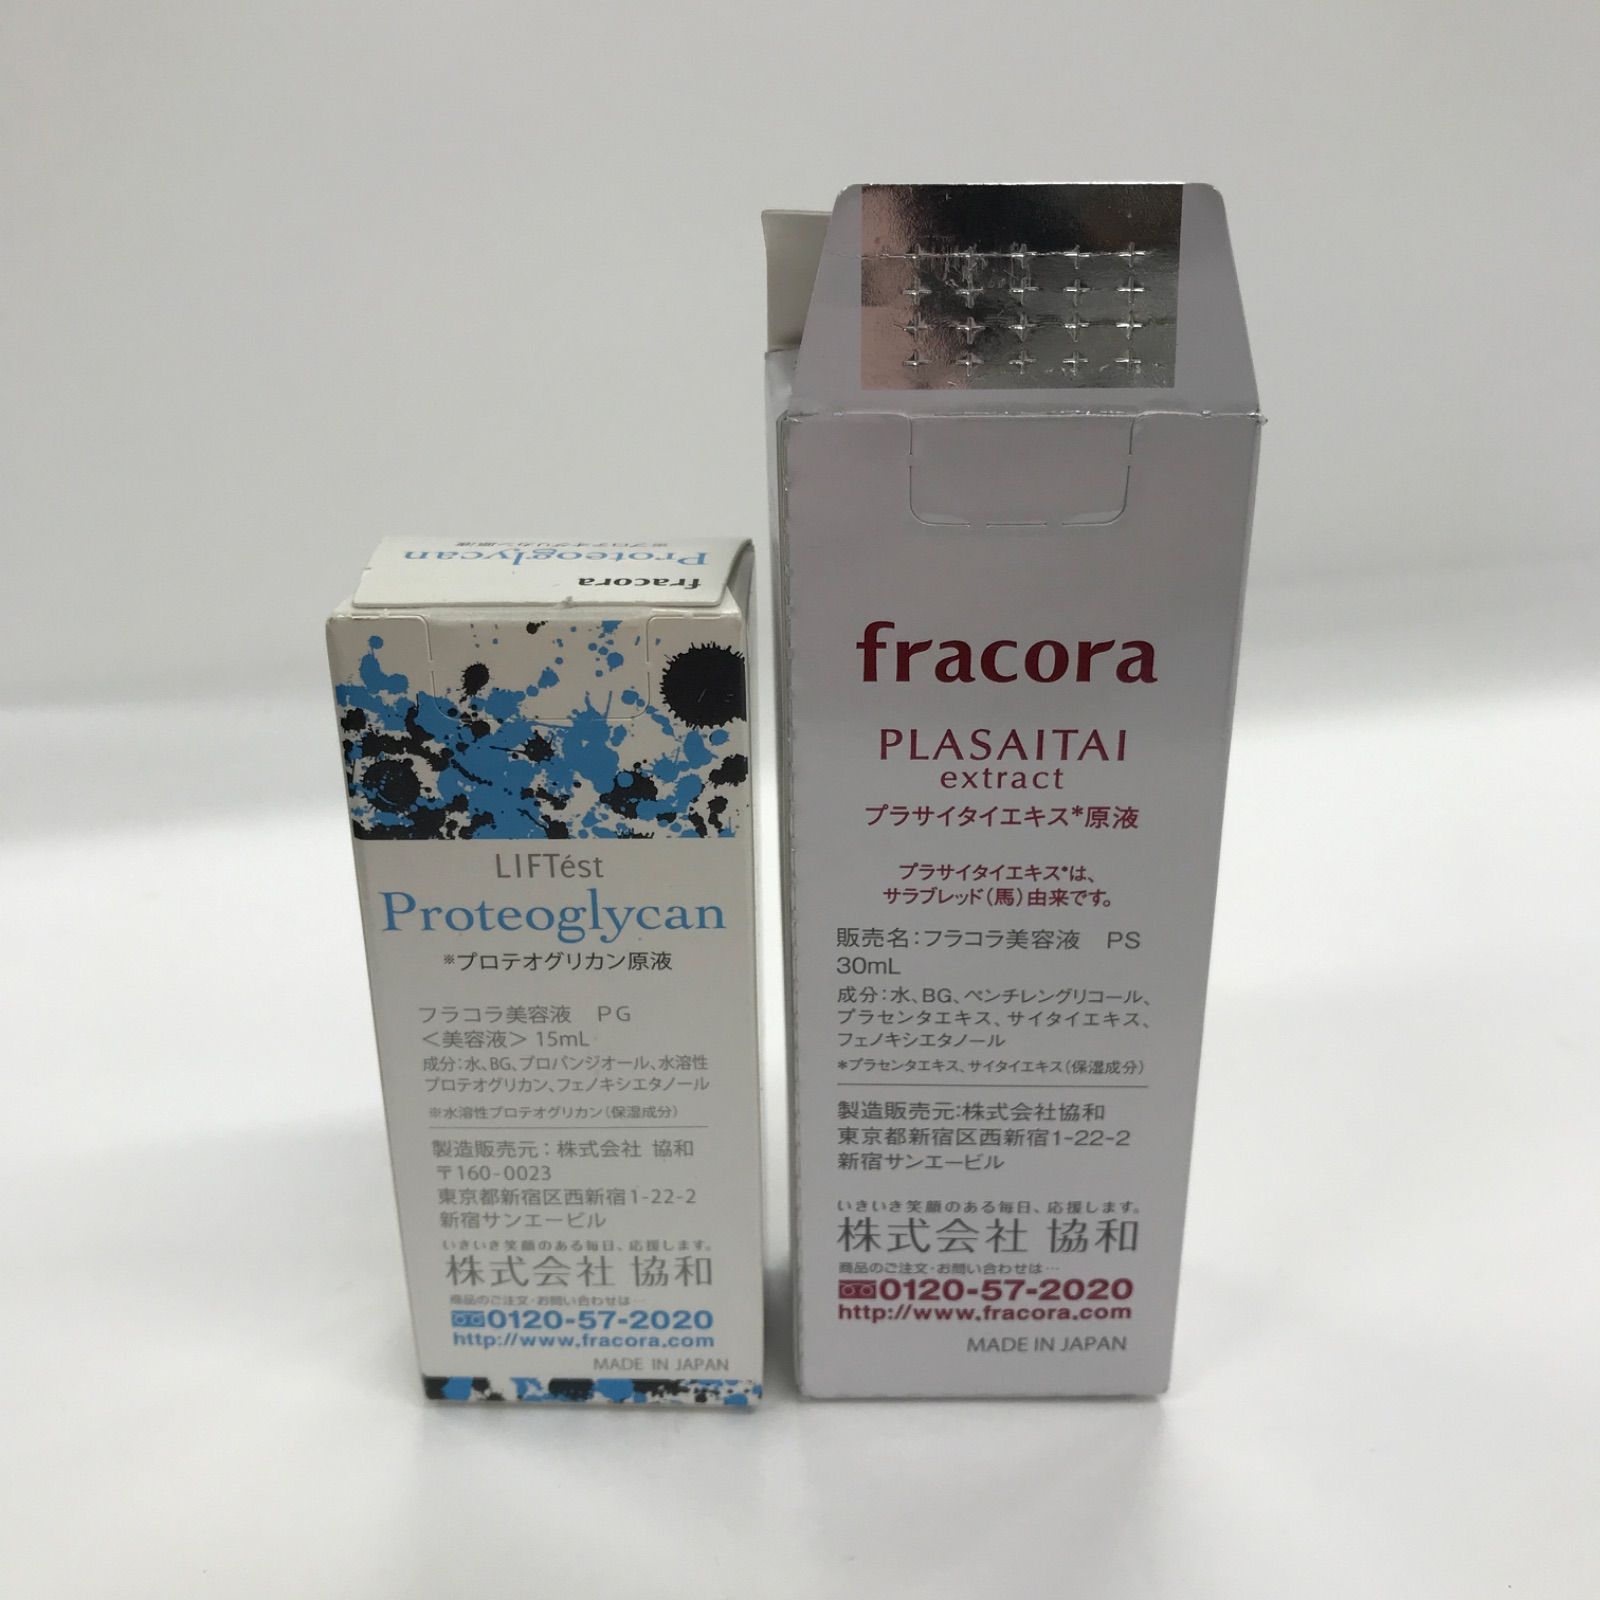 fracora
Proteoglycan
※プロテオグリカン原液
LIFTést
Proteoglycan
※プロテオグリカン原液
フラコラ美容液 PG
＜美容液＞ 15mL
成分：水、BG、プロパンジオール、水溶性
プロテオグリカン、フェノキシエタノール
※水溶性プロテオグリカン（保湿成分）
製造販売元：株式会社 協和
〒160-0023
東京都新宿区西新宿1-22-2
新宿サンエービル
いきいき笑顔のある毎日、応援します。
株式会社 協和
商品のご注文・お問い合わせは…
0120-57-2020
http://www.fracora.com
MADE IN JAPAN
fracora
PLASAITAI
extract
プラサイタイエキス*原液
プラサイタイエキス*は、
サラブレッド（馬）由来です。
販売名：フラコラ美容液 PS
30mL
成分：水、BG、ペンチレングリコール、
プラセンタエキス、サイタイエキス、
フェノキシエタノール
*プラセンタエキス、サイタイエキス（保湿成分）
製造販売元：株式会社協和
東京都新宿区西新宿1-22-2
新宿サンエービル
いきいき笑顔のある毎日、応援します。
株式会社 協和
商品のご注文・お問い合わせは…
0120-57-2020
http://www.fracora.com
MADE IN JAPAN